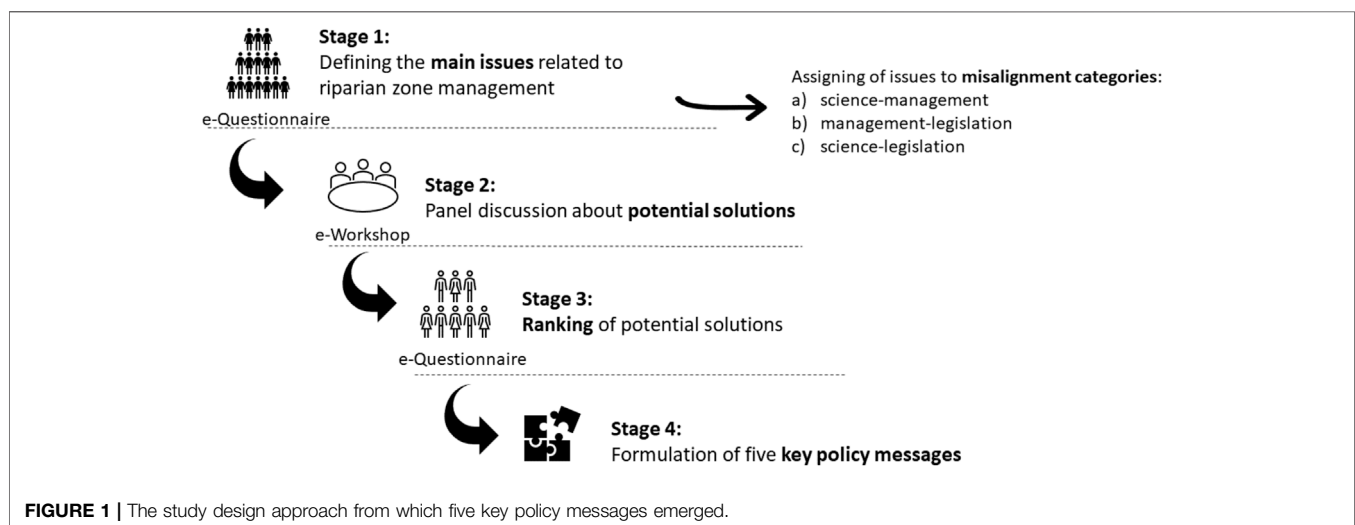 Stage 1:
Defining the main issues related to
riparian zone management
e-Questionnaire
Assigning of issues to misalignment categories:
a) science-management
b) management-legislation
c) science-legislation
Stage 2:
Panel discussion about potential solutions
e-Workshop
Stage 3:
Ranking of potential solutions
e-Questionnaire
Stage 4:
Formulation of five key policy messages
FIGURE 1 | The study design approach from which five key policy messages emerged.